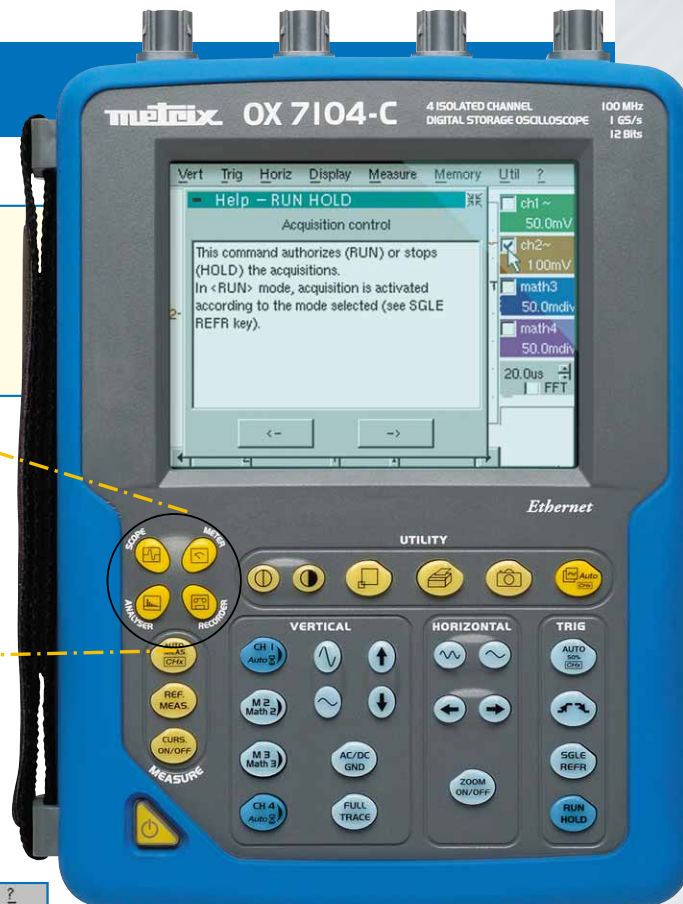 metrix OX 7104-C
4 ISOLATED CHANNEL
DIGITAL STORAGE OSCILLOSCOPE
100 MHz
1 GS/s
12 Bits
Vert Trig Horiz Display Measure Memory Util ?
Help - RUN HOLD
Acquisition control
This command authorizes (RUN) or stops
(HOLD) the acquisitions.
In <RUN> mode, acquisition is activated
according to the mode selected (see SGLE
REFR key).
<- ->
2-
T
ch1 ~
50.0mV
ch2~
100mV
math3
50.0mdiv
math4
50.0mdiv
20.0us
FFT
Ethernet
SCOPE
METER
ANALYSER
RECORDER
UTILITY
Auto
CHx
MEAS.
CHx
REF.
MEAS.
CURS.
ON/OFF
MEASURE
VERTICAL
CH 1
Auto
M 2
Math 2
M 3
Math 3
AC/DC
GND
CH 4
Auto
FULL
TRACE
HORIZONTAL
ZOOM
ON/OFF
TRIG
AUTO
50%
CHx
SGLE
REFR
RUN
HOLD
?